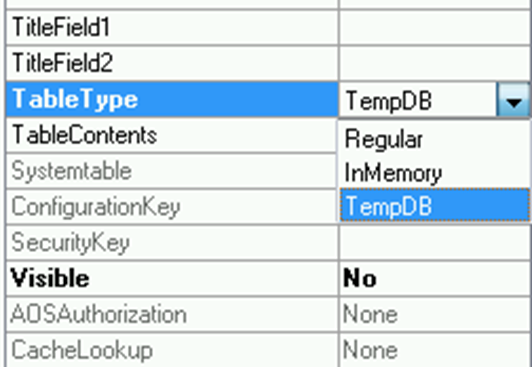 TitleField1
TitleField2
TableType TempDB
TableContents Regular
Systemtable InMemory
ConfigurationKey TempDB
SecurityKey
Visible No
AOSAuthorization None
CacheLookup None